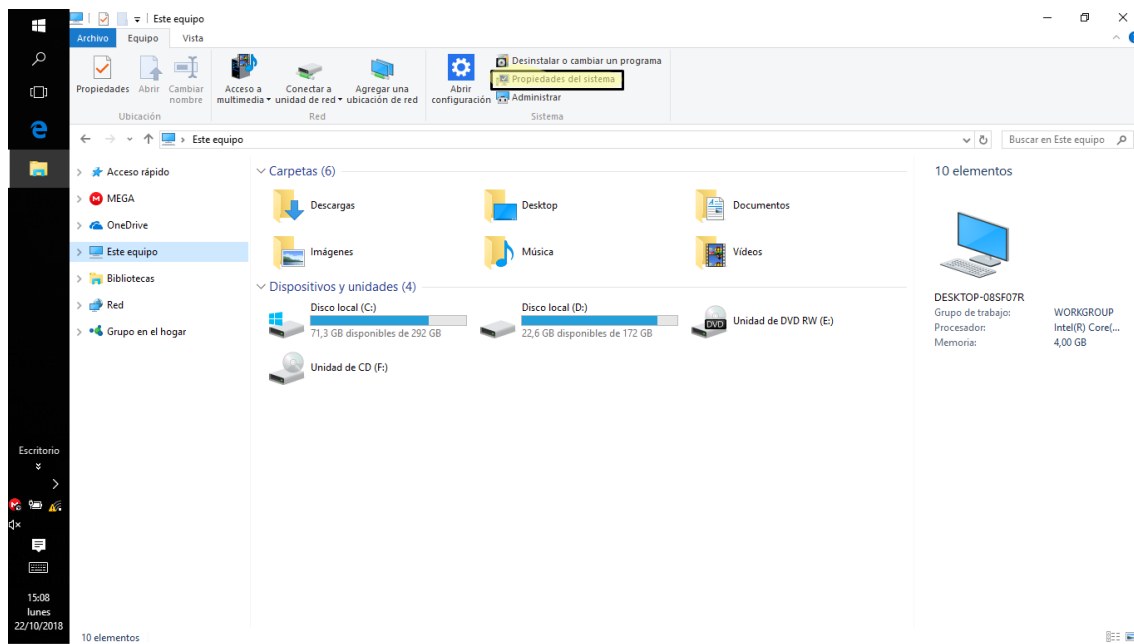 Este equipo
Archivo Equipo Vista
Propiedades Abrir Cambiar nombre
Acceso a multimedia Conectar a unidad de red Agregar una ubicación de red
Abrir configuración
Desinstalar o cambiar un programa
Propiedades del sistema
Administrar
Ubicación Red Sistema
Este equipo
Buscar en Este equipo
Acceso rápido
MEGA
OneDrive
Este equipo
Bibliotecas
Red
Grupo en el hogar
Carpetas (6)
Descargas Desktop Documentos
Imágenes Música Vídeos
Dispositivos y unidades (4)
Disco local (C:)
71,3 GB disponibles de 292 GB
Disco local (D:)
22,6 GB disponibles de 172 GB
DVD
Unidad de DVD RW (E:)
Unidad de CD (F:)
10 elementos
DESKTOP-08SF07R
Grupo de trabajo: WORKGROUP
Procesador: Intel(R) Core(...
Memoria: 4,00 GB
Escritorio
15:08
lunes
22/10/2018
10 elementos